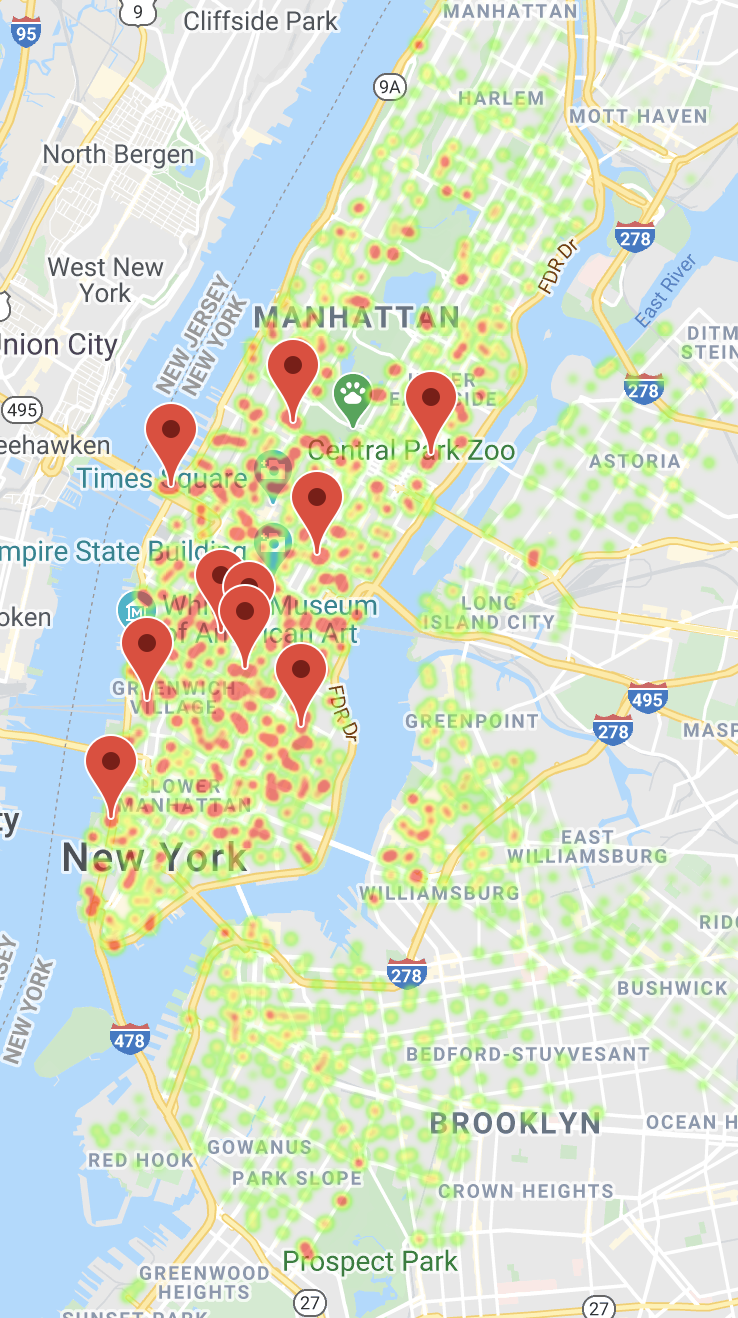 MANHATTAN
9
Cliffside Park
95
9A
HARLEM
MOTT HAVEN
North Bergen
278
FDR Dr
East River
West New
York
NEW JERSEY
NEW YORK
MANHATTAN
Union City
DITM
STEIN
278
495
EAST SIDE
eehawken
Central Park Zoo
ASTORIA
Times Square
mpire State Building
LONG
ISLAND CITY
oken
Museum
of American Art
GREENWICH
VILLAGE
FDR Dr
495
GREENPOINT
278
MASP
LOWER
MANHATTAN
ty
New York
EAST
WILLIAMSBURG
WILLIAMSBURG
RIDG
278
BUSHWICK
RSEY
NEW YORK
478
BEDFORD-STUYVESANT
BROOKLYN
OCEAN H
GOWANUS
RED HOOK
PARK SLOPE
CROWN HEIGHTS
Prospect Park
GREENWOOD
HEIGHTS
27
27
SUNSET PARK